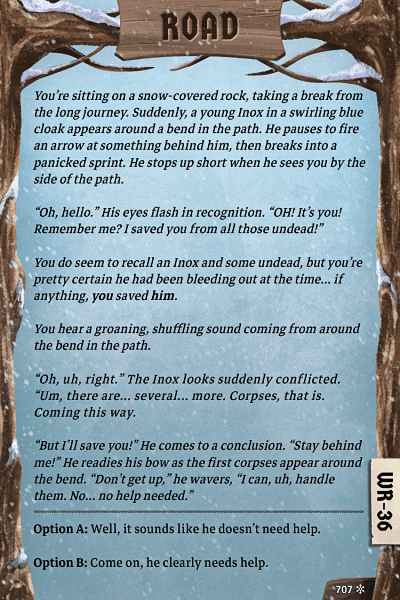 ROAD
You're sitting on a snow-covered rock, taking a break from
the long journey. Suddenly, a young Inox in a swirling blue
cloak appears around a bend in the path. He pauses to fire
an arrow at something behind him, then breaks into a
panicked sprint. He stops up short when he sees you by the
side of the path.
“Oh, hello.” His eyes flash in recognition. “OH! It's you!
Remember me? I saved you from all those undead!”
You do seem to recall an Inox and some undead, but you're
pretty certain he had been bleeding out at the time... if
anything, you saved him.
You hear a groaning, shuffling sound coming from around
the bend in the path.
“Oh, uh, right.” The Inox looks suddenly conflicted.
“Um, there are... several... more. Corpses, that is.
Coming this way.
“But I'll save you!” He comes to a conclusion. “Stay behind
me!” He readies his bow as the first corpses appear around
the bend. “Don't get up,” he wavers, “I can, uh, handle
them. No... no help needed.”
Option A: Well, it sounds like he doesn't need help.
Option B: Come on, he clearly needs help.
WR-36
707